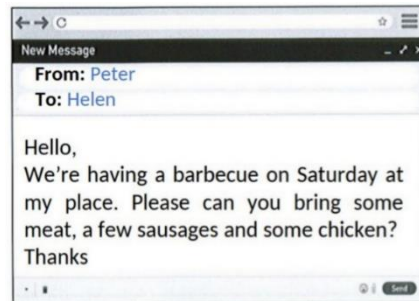 New Message
From: Peter
To: Helen
Hello,
We're having a barbecue on Saturday at
my place. Please can you bring some
meat, a few sausages and some chicken?
Thanks
Send